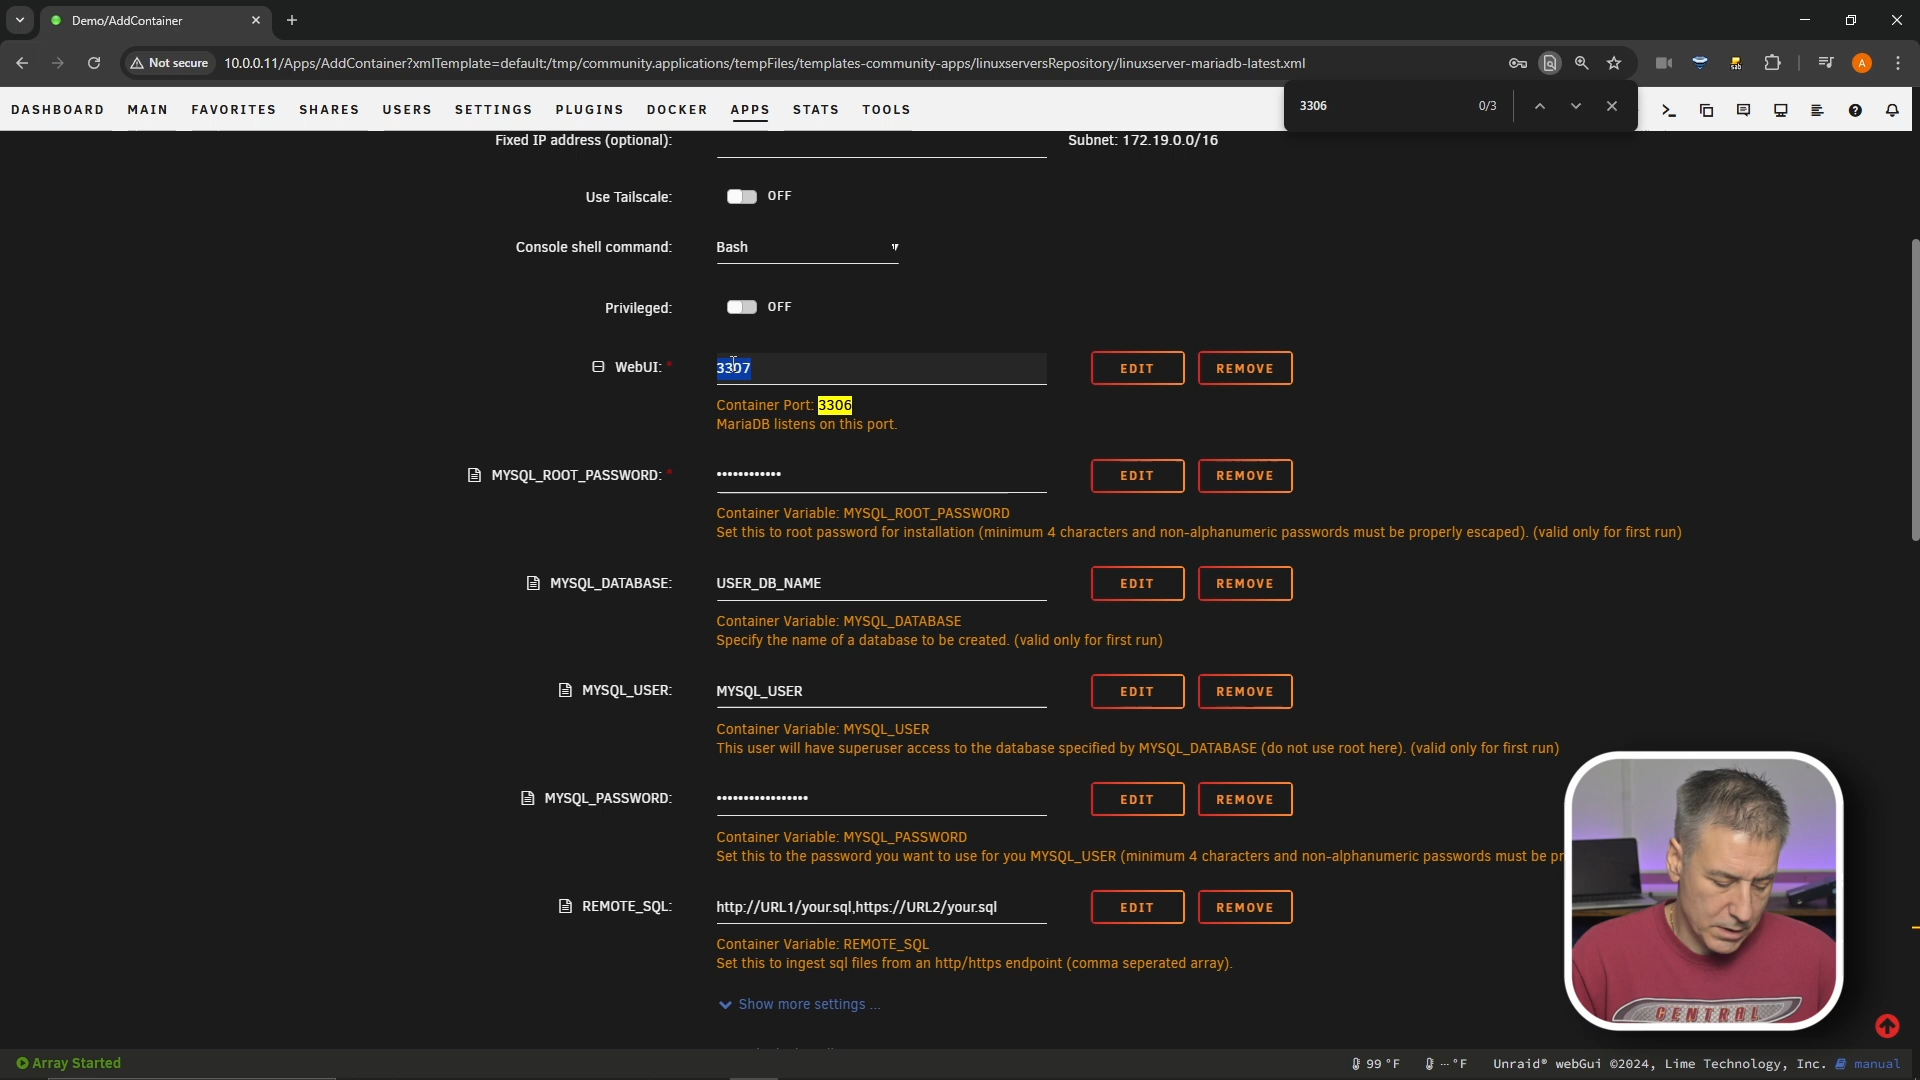 Demo/AddContainer
Not secure 10.0.0.11/Apps/AddContainer?xmlTemplate=default:/tmp/community.applications/tempFiles/templates-community-apps/linuxserversRepository/linuxserver-mariadb-latest.xml
A
3306 0/3
DASHBOARD MAIN FAVORITES SHARES USERS SETTINGS PLUGINS DOCKER APPS STATS TOOLS
Fixed IP address (optional): Subnet: 172.19.0.0/16
Use Tailscale: OFF
Console shell command: Bash
Privileged: OFF
WebUI: * 3307 EDIT REMOVE
Container Port: 3306
MariaDB listens on this port.
MYSQL_ROOT_PASSWORD: * •••••••••••• EDIT REMOVE
Container Variable: MYSQL_ROOT_PASSWORD
Set this to root password for installation (minimum 4 characters and non-alphanumeric passwords must be properly escaped). (valid only for first run)
MYSQL_DATABASE: USER_DB_NAME EDIT REMOVE
Container Variable: MYSQL_DATABASE
Specify the name of a database to be created. (valid only for first run)
MYSQL_USER: MYSQL_USER EDIT REMOVE
Container Variable: MYSQL_USER
This user will have superuser access to the database specified by MYSQL_DATABASE (do not use root here). (valid only for first run)
MYSQL_PASSWORD: ••••••••••••••••• EDIT REMOVE
Container Variable: MYSQL_PASSWORD
Set this to the password you want to use for you MYSQL_USER (minimum 4 characters and non-alphanumeric passwords must be
REMOTE_SQL: http://URL1/your.sql,https://URL2/your.sql EDIT REMOVE
Container Variable: REMOTE_SQL
Set this to ingest sql files from an http/https endpoint (comma seperated array).
Show more settings ...
CENTRAL
Array Started 99 °F -- °F Unraid® webGui ©2024, Lime Technology, Inc. manual